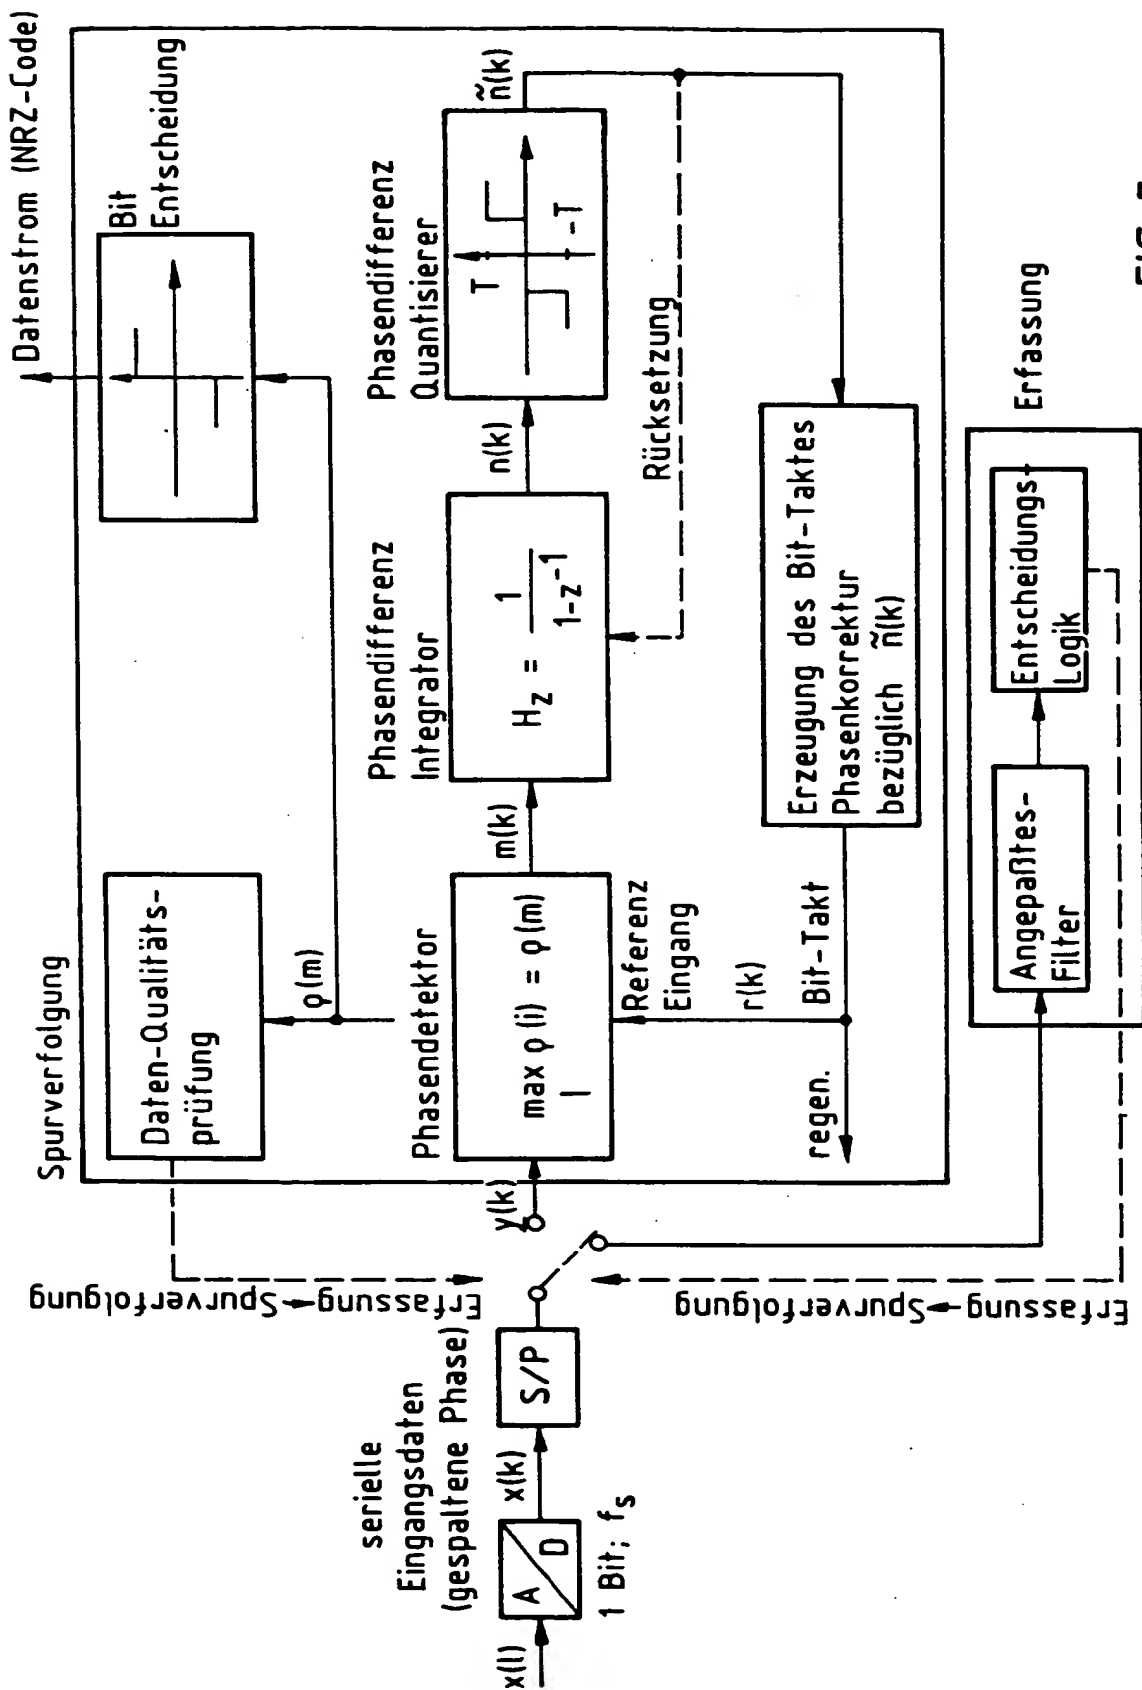 Datenstrom (NRZ-Code)
Spurverfolgung
Daten-Qualitäts-
prüfung
Bit
Entscheidung
ρ(m)
Phasendetektor
max ρ(i) = ρ(m)
I
Phasendifferenz
Integrator
H_Z = 1 / 1-z^-1
Phasendifferenz
Quantisierer
T
-T
y(k)
m(k)
n(k)
ñ(k)
Rücksetzung
Referenz
Eingang
r(k)
regen.
Bit-Takt
Erzeugung des Bit-Taktes
Phasenkorrektur
bezüglich ñ(k)
Erfassung→Spurverfolgung
Erfassung→Spurverfolgung
serielle
Eingangsdaten
(gespaltene Phase)
x(l)
A
D
x(k)
S/P
1 Bit; f_s
Angepaßtes-
Filter
Entscheidungs-
Logik
Erfassung